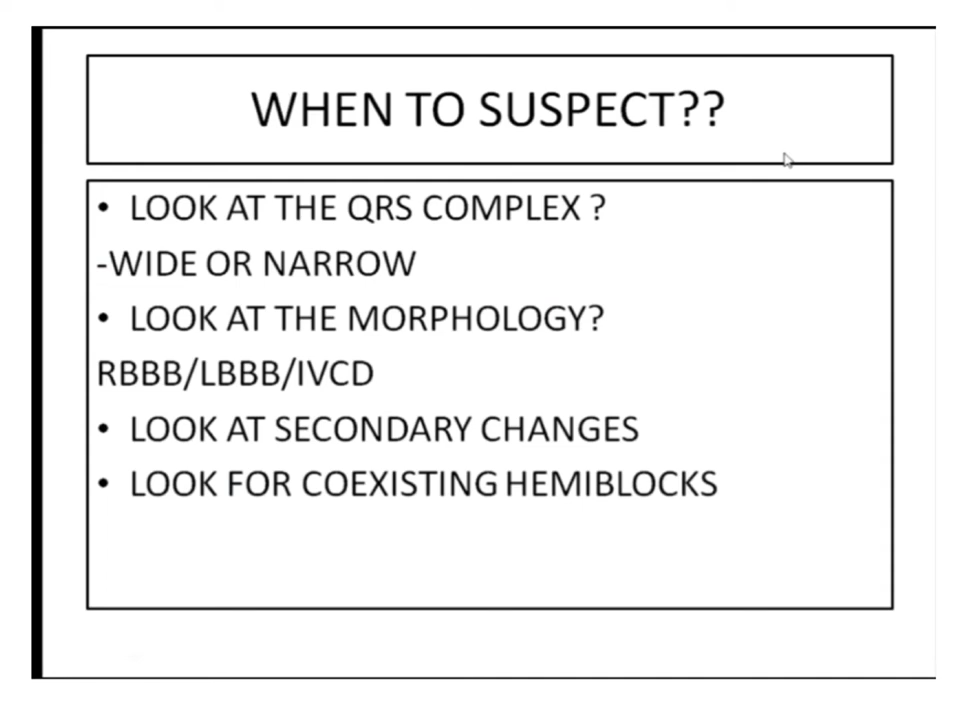 WHEN TO SUSPECT??
• LOOK AT THE QRS COMPLEX ?
-WIDE OR NARROW
• LOOK AT THE MORPHOLOGY?
RBBB/LBBB/IVCD
• LOOK AT SECONDARY CHANGES
• LOOK FOR COEXISTING HEMIBLOCKS